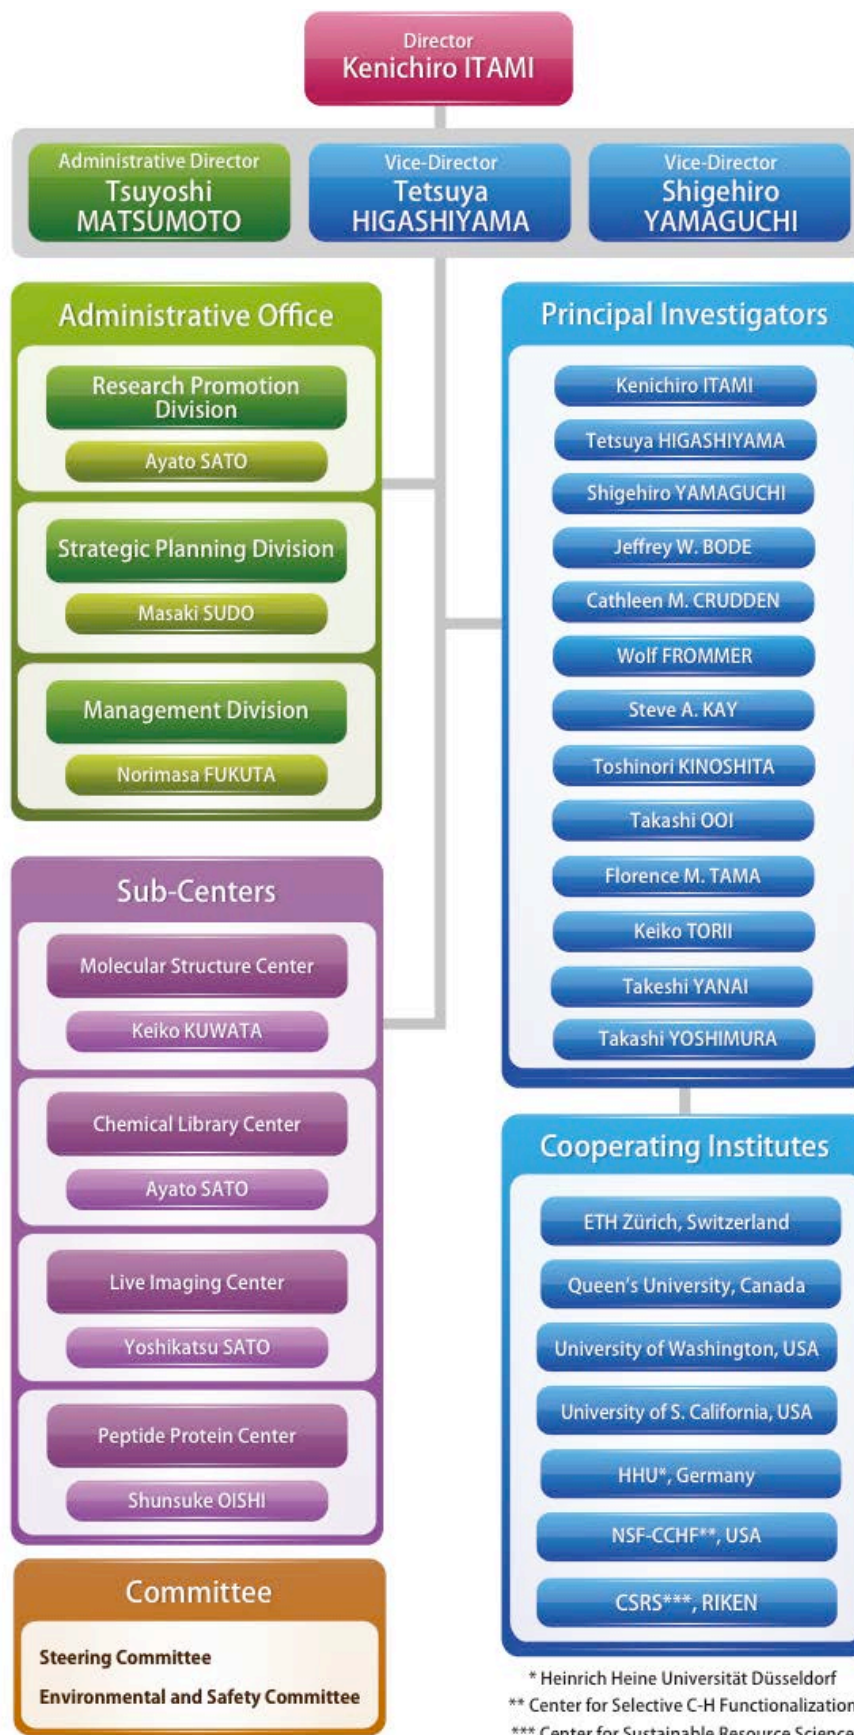 Director
Kenichiro ITAMI
Administrative Director
Tsuyoshi
MATSUMOTO
Vice-Director
Tetsuya
HIGASHIYAMA
Vice-Director
Shigehiro
YAMAGUCHI
Administrative Office
Research Promotion
Division
Ayato SATO
Strategic Planning Division
Masaki SUDO
Management Division
Norimasa FUKUTA
Sub-Centers
Molecular Structure Center
Keiko KUWATA
Chemical Library Center
Ayato SATO
Live Imaging Center
Yoshikatsu SATO
Peptide Protein Center
Shunsuke OISHI
Committee
Steering Committee
Environmental and Safety Committee
Principal Investigators
Kenichiro ITAMI
Tetsuya HIGASHIYAMA
Shigehiro YAMAGUCHI
Jeffrey W. BODE
Cathleen M. CRUDDEN
Wolf FROMMER
Steve A. KAY
Toshinori KINOSHITA
Takashi OOI
Florence M. TAMA
Keiko TORII
Takeshi YANAI
Takashi YOSHIMURA
Cooperating Institutes
ETH Zürich, Switzerland
Queen's University, Canada
University of Washington, USA
University of S. California, USA
HHU*, Germany
NSF-CCHF**, USA
CSRS***, RIKEN
* Heinrich Heine Universität Düsseldorf
** Center for Selective C-H Functionalization
*** Center for Sustainable Resource Science